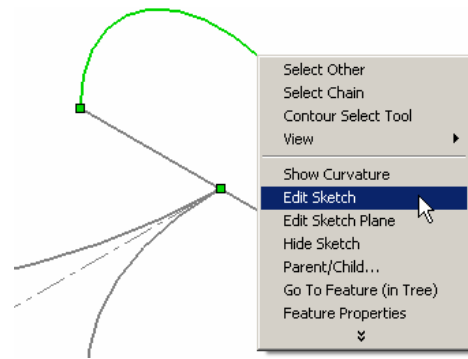 Select Other
Select Chain
Contour Select Tool
View
Show Curvature
Edit Sketch
Edit Sketch Plane
Hide Sketch
Parent/Child...
Go To Feature (in Tree)
Feature Properties